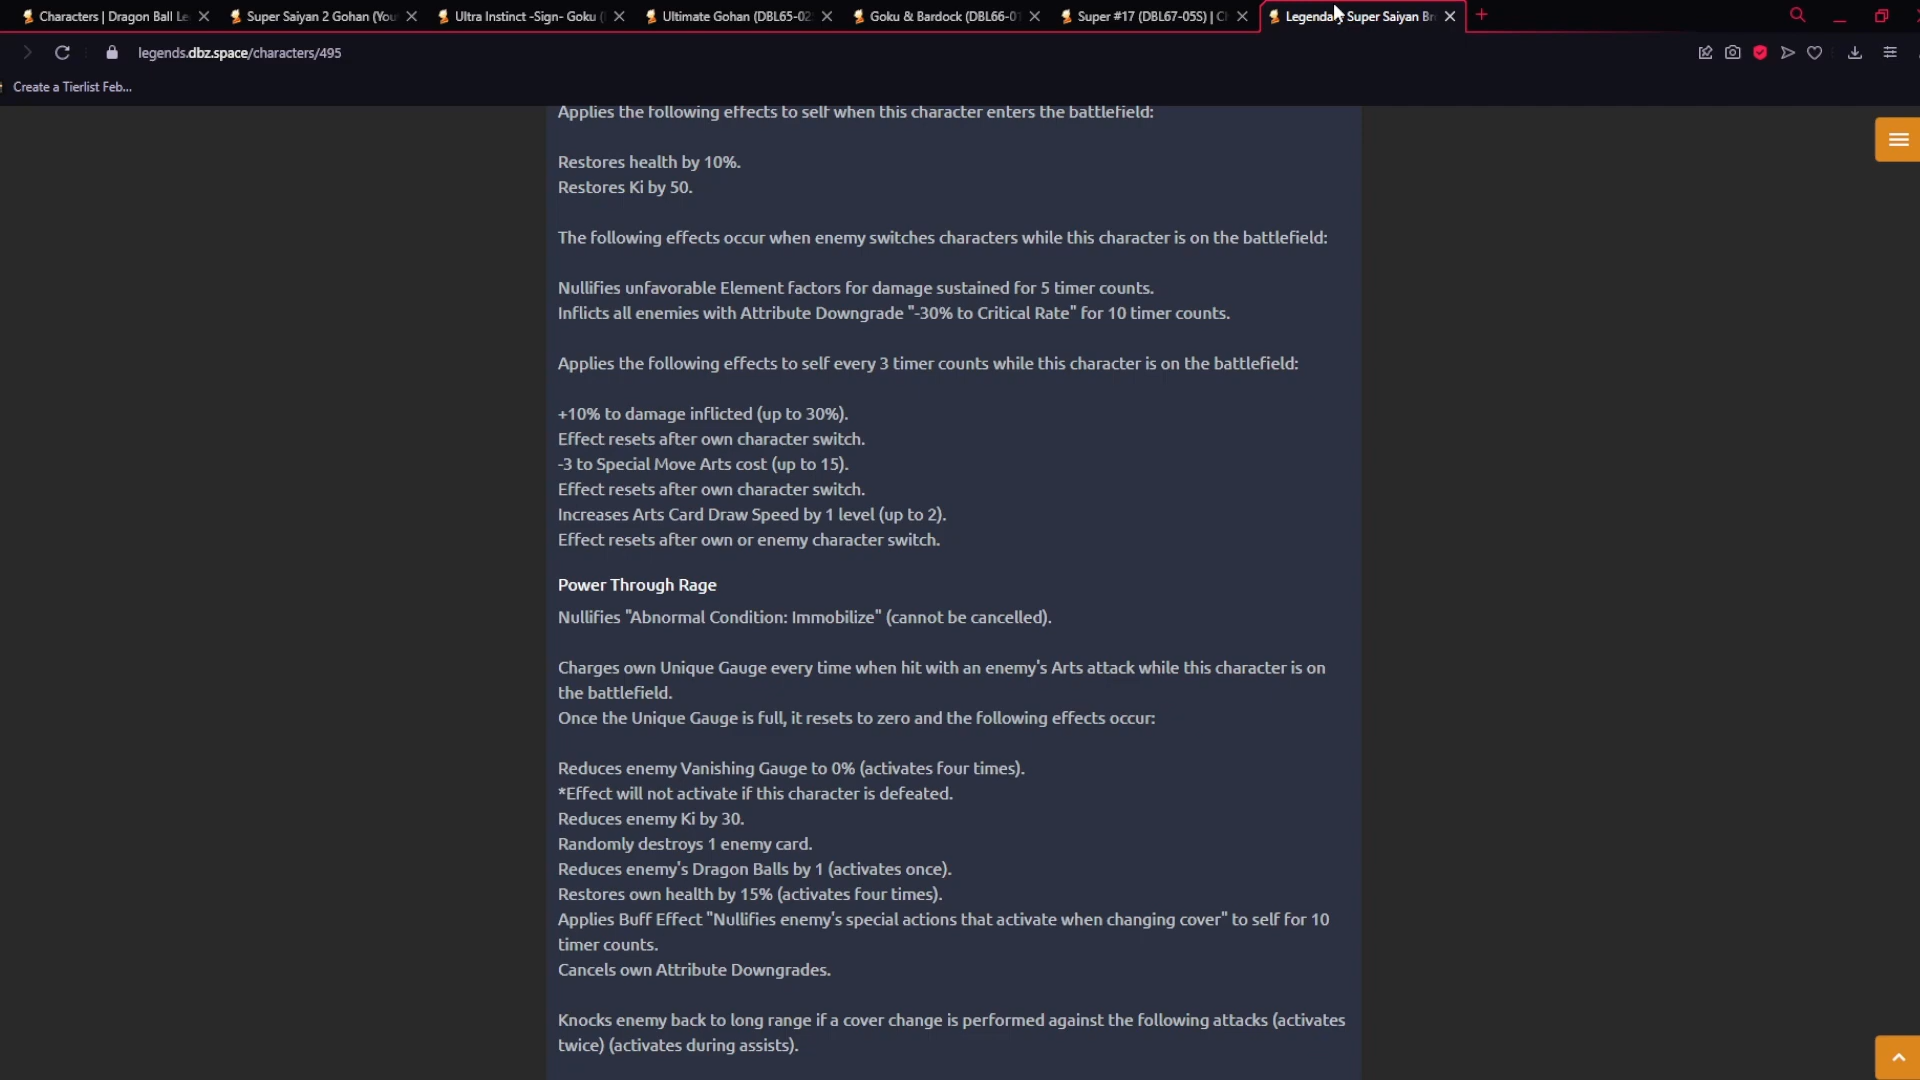 Characters | Dragon Ball Le
Super Saiyan 2 Gohan (You
Ultra Instinct -Sign- Goku (
Ultimate Gohan (DBL65-02
Goku & Bardock (DBL66-01
Super #17 (DBL67-05S) | C
Super Saiyan Br
legends.dbz.space/characters/495
Create a Tierlist Feb...
Applies the following effects to self when this character enters the battlefield:
Restores health by 10%.
Restores Ki by 50.
The following effects occur when enemy switches characters while this character is on the battlefield:
Nullifies unfavorable Element factors for damage sustained for 5 timer counts.
Inflicts all enemies with Attribute Downgrade "-30% to Critical Rate" for 10 timer counts.
Applies the following effects to self every 3 timer counts while this character is on the battlefield:
+10% to damage inflicted (up to 30%).
Effect resets after own character switch.
-3 to Special Move Arts cost (up to 15).
Effect resets after own character switch.
Increases Arts Card Draw Speed by 1 level (up to 2).
Effect resets after own or enemy character switch.
Power Through Rage
Nullifies "Abnormal Condition: Immobilize" (cannot be cancelled).
Charges own Unique Gauge every time when hit with an enemy's Arts attack while this character is on
the battlefield.
Once the Unique Gauge is full, it resets to zero and the following effects occur:
Reduces enemy Vanishing Gauge to 0% (activates four times).
*Effect will not activate if this character is defeated.
Reduces enemy Ki by 30.
Randomly destroys 1 enemy card.
Reduces enemy's Dragon Balls by 1 (activates once).
Restores own health by 15% (activates four times).
Applies Buff Effect "Nullifies enemy's special actions that activate when changing cover" to self for 10
timer counts.
Cancels own Attribute Downgrades.
Knocks enemy back to long range if a cover change is performed against the following attacks (activates
twice) (activates during assists).